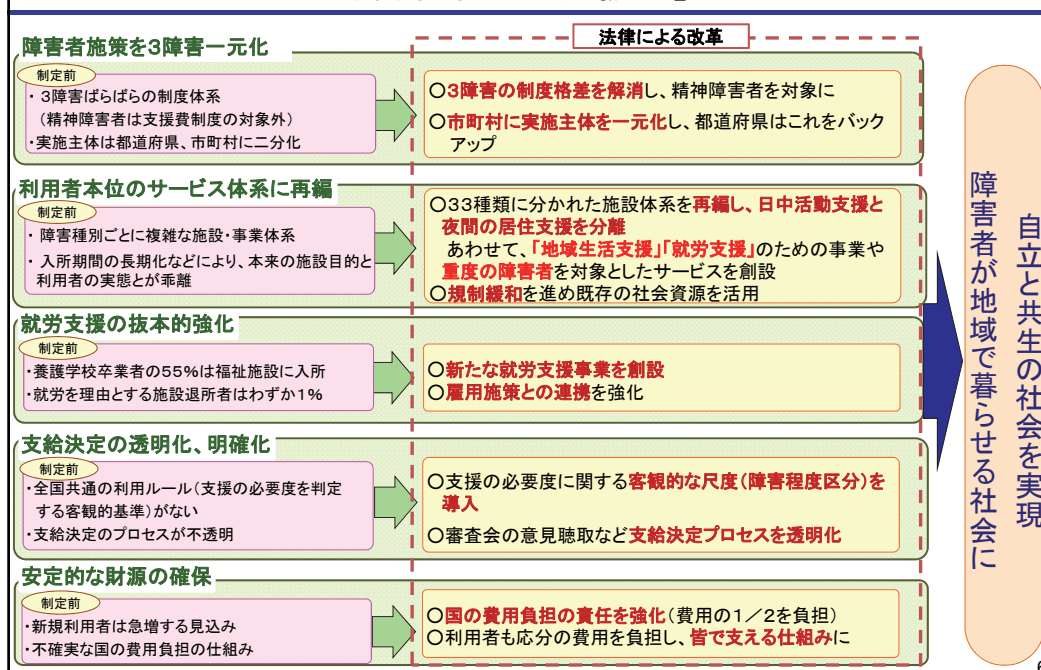 法律による改革
障害者施策を3障害一元化
制定前
・ 3障害ばらばらの制度体系
（精神障害者は支援費制度の対象外）
・実施主体は都道府県、市町村に二分化
○3障害の制度格差を解消し、精神障害者を対象に
○市町村に実施主体を一元化し、都道府県はこれをバック
アップ
利用者本位のサービス体系に再編
制定前
・ 障害種別ごとに複雑な施設・事業体系
・ 入所期間の長期化などにより、本来の施設目的と
利用者の実態とが乖離
○33種類に分かれた施設体系を再編し、日中活動支援と
夜間の居住支援を分離
あわせて、「地域生活支援」「就労支援」のための事業や
重度の障害者を対象としたサービスを創設
○規制緩和を進め既存の社会資源を活用
就労支援の抜本的強化
制定前
・養護学校卒業者の55%は福祉施設に入所
・就労を理由とする施設退所者はわずか1%
○新たな就労支援事業を創設
○雇用施策との連携を強化
支給決定の透明化、明確化
制定前
・全国共通の利用ルール（支援の必要度を判定
する客観的基準）がない
・支給決定のプロセスが不透明
○支援の必要度に関する客観的な尺度（障害程度区分）を
導入
○審査会の意見聴取など支給決定プロセスを透明化
安定的な財源の確保
制定前
・新規利用者は急増する見込み
・不確実な国の費用負担の仕組み
○国の費用負担の責任を強化（費用の1／2を負担）
○利用者も応分の費用を負担し、皆で支える仕組みに
自立と共生の社会を実現
障害者が地域で暮らせる社会に